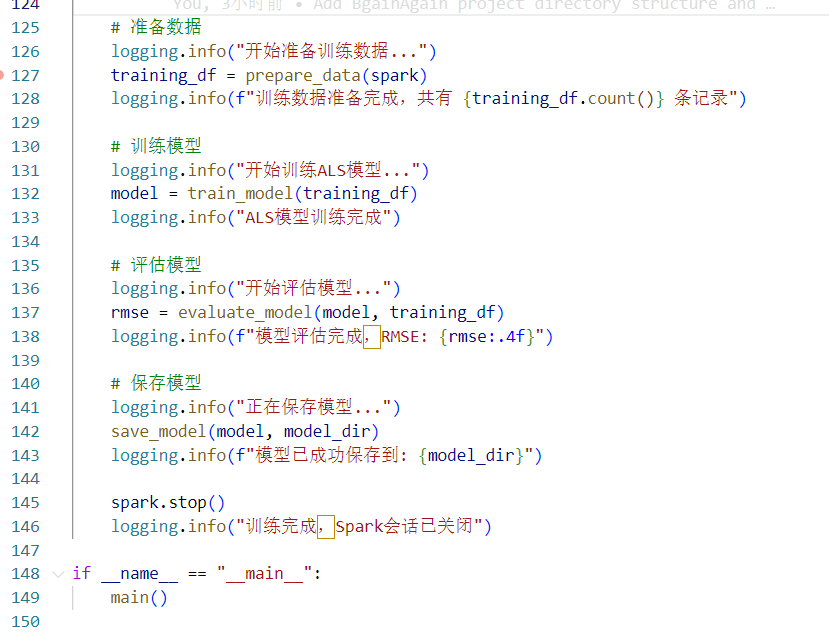 124 You, 3小时前 • Add BgainAgain project directory structure and …
125 # 准备数据
126 logging.info("开始准备训练数据...")
127 training_df = prepare_data(spark)
128 logging.info(f"训练数据准备完成，共有 {training_df.count()} 条记录")
129
130 # 训练模型
131 logging.info("开始训练ALS模型...")
132 model = train_model(training_df)
133 logging.info("ALS模型训练完成")
134
135 # 评估模型
136 logging.info("开始评估模型...")
137 rmse = evaluate_model(model, training_df)
138 logging.info(f"模型评估完成，RMSE: {rmse:.4f}")
139
140 # 保存模型
141 logging.info("正在保存模型...")
142 save_model(model, model_dir)
143 logging.info(f"模型已成功保存到: {model_dir}")
144
145 spark.stop()
146 logging.info("训练完成，Spark会话已关闭")
147
148 if __name__ == "__main__":
149 main()
150